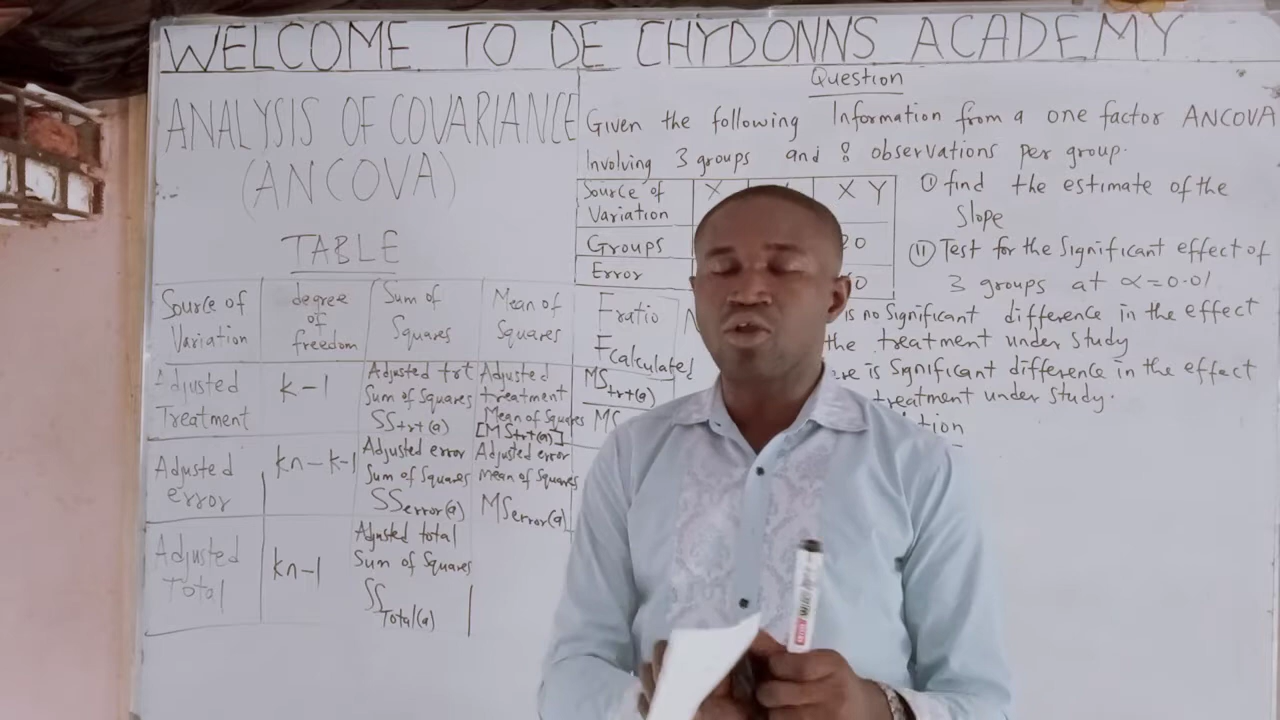 WELCOME TO DE CHYDONNS ACADEMY
ANALYSIS OF COVARIANCE
(ANCOVA)
TABLE
Source of Variation
degree of freedom
Sum of Squares
Mean of Squares
F ratio
Fcalculated
Adjusted Treatment
k-1
Adjusted trt Sum of Squares
SStrt(a)
Adjusted treatment Mean of Squares
[MStrt(a)]
MStrt(a)
MS
Adjusted error
kn-k-1
Adjusted error Sum of Squares
SSerror(a)
Adjusted error Mean of Squares
MSerror(a)
Adjusted Total
kn-1
Adjusted total Sum of Squares
SSTotal(a)
Question
Given the following Information from a one factor ANCOVA
Involving 3 groups and 8 observations per group.
Source of Variation
X
X Y
Groups
Error
(i) find the estimate of the
Slope
(ii) Test for the Significant effect of
3 groups at α=0.01
is no Significant difference in the effect
the treatment under Study
is Significant difference in the effect
treatment under Study.